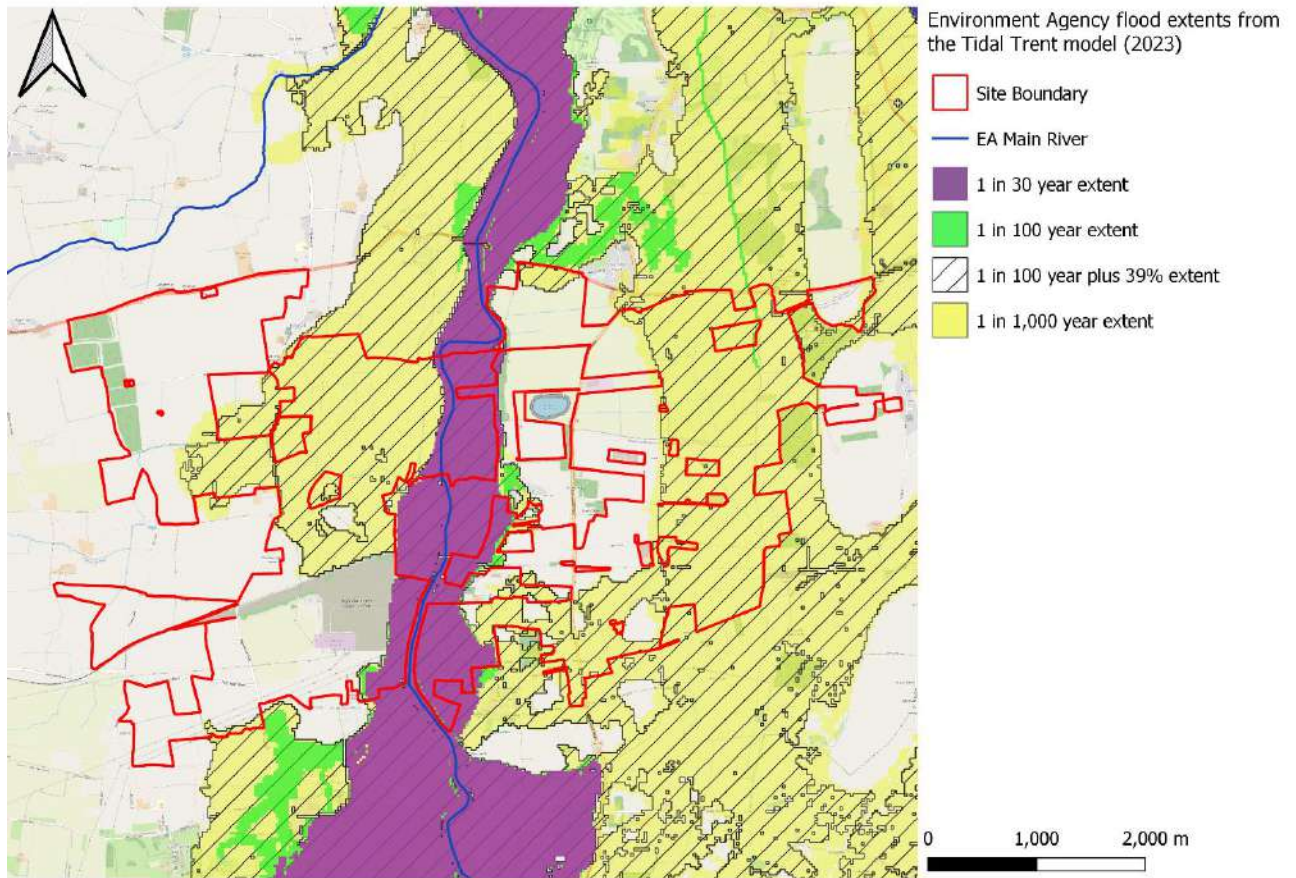 Environment Agency flood extents from
the Tidal Trent model (2023)
Site Boundary
EA Main River
1 in 30 year extent
1 in 100 year extent
1 in 100 year plus 39% extent
1 in 1,000 year extent
0 1,000 2,000 m